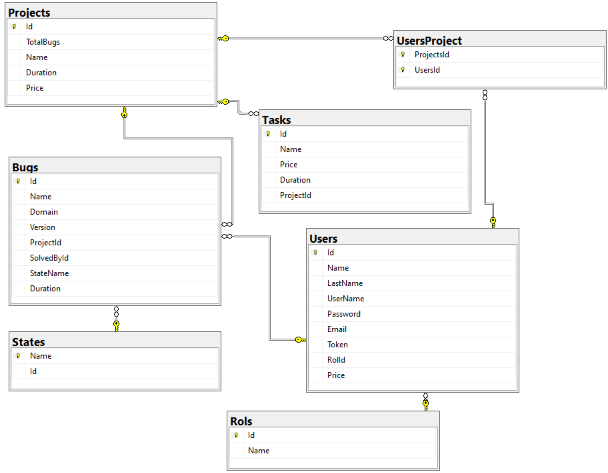 Projects
Id
TotalBugs
Name
Duration
Price
UsersProject
ProjectsId
UsersId
Tasks
Id
Name
Price
Duration
ProjectId
Bugs
Id
Name
Domain
Version
ProjectId
SolvedById
StateName
Duration
Users
Id
Name
LastName
UserName
Password
Email
Token
RolId
Price
States
Name
Id
Rols
Id
Name